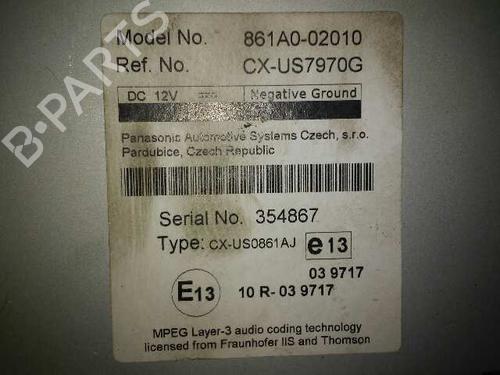 Model No. 861A0-02010
Ref. No. CX-US7970G
DC 12V Negative Ground
Panasonic Automotive Systems Czech, s.r.o.
Pardubice, Czech Republic
Serial No. 354867
Type: CX-US0861AJ e13
03 9717
E13 10 R- 03 9717
MPEG Layer-3 audio coding technology
licensed from Fraunhofer IIS and Thomson